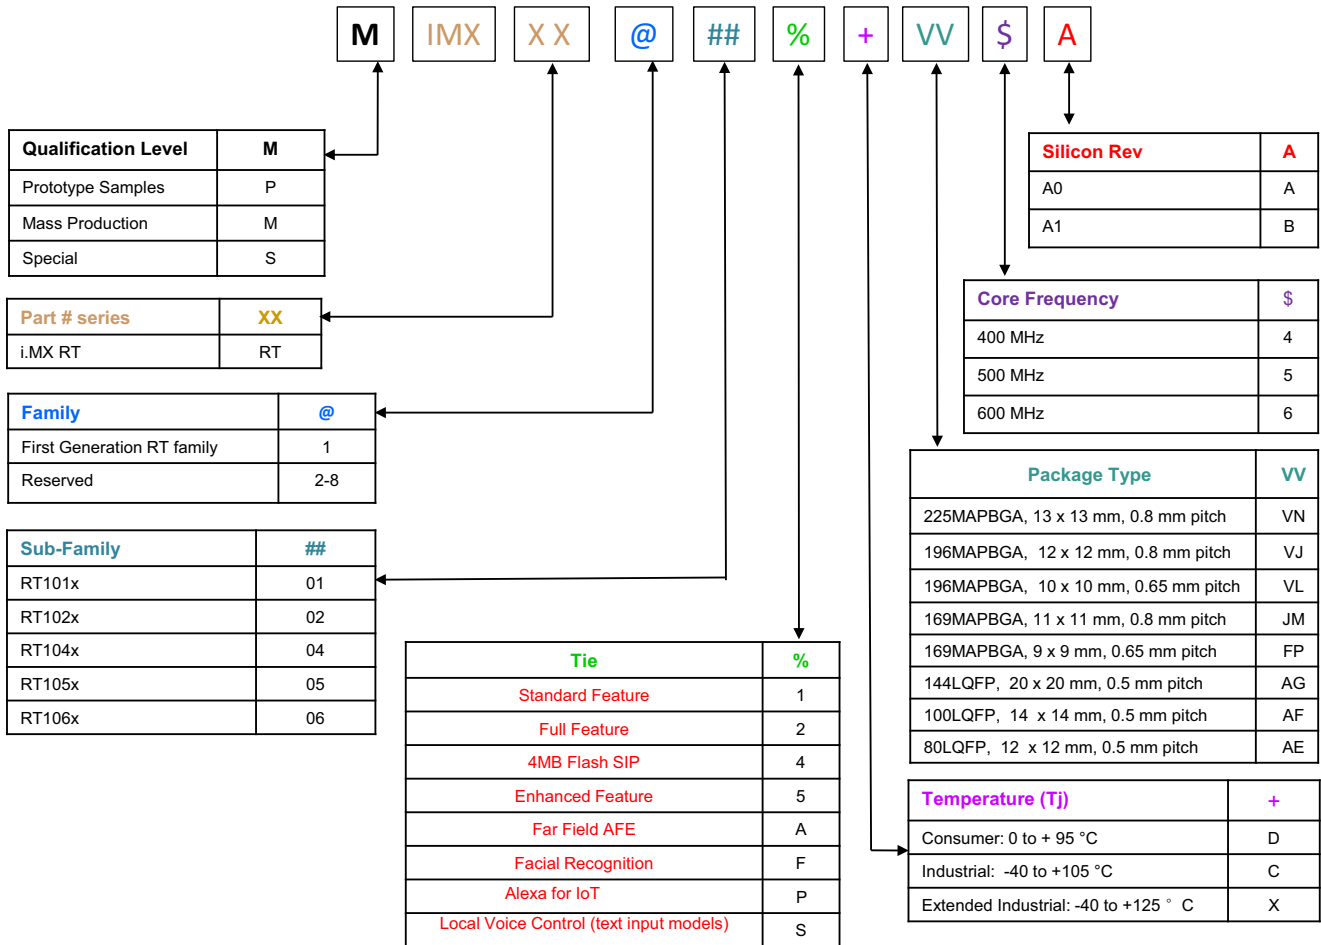 M IMX X X @ ## % + VV $ A
Qualification Level M
Prototype Samples P
Mass Production M
Special S
Part # series XX
i.MX RT RT
Family @
First Generation RT family 1
Reserved 2-8
Sub-Family ##
RT101x 01
RT102x 02
RT104x 04
RT105x 05
RT106x 06
Tie %
Standard Feature 1
Full Feature 2
4MB Flash SIP 4
Enhanced Feature 5
Far Field AFE A
Facial Recognition F
Alexa for IoT P
Local Voice Control (text input models) S
Silicon Rev A
A0 A
A1 B
Core Frequency $
400 MHz 4
500 MHz 5
600 MHz 6
Package Type VV
225MAPBGA, 13 x 13 mm, 0.8 mm pitch VN
196MAPBGA, 12 x 12 mm, 0.8 mm pitch VJ
196MAPBGA, 10 x 10 mm, 0.65 mm pitch VL
169MAPBGA, 11 x 11 mm, 0.8 mm pitch JM
169MAPBGA, 9 x 9 mm, 0.65 mm pitch FP
144LQFP, 20 x 20 mm, 0.5 mm pitch AG
100LQFP, 14 x 14 mm, 0.5 mm pitch AF
80LQFP, 12 x 12 mm, 0.5 mm pitch AE
Temperature (Tj) +
Consumer: 0 to + 95 °C D
Industrial: -40 to +105 °C C
Extended Industrial: -40 to +125 ° C X